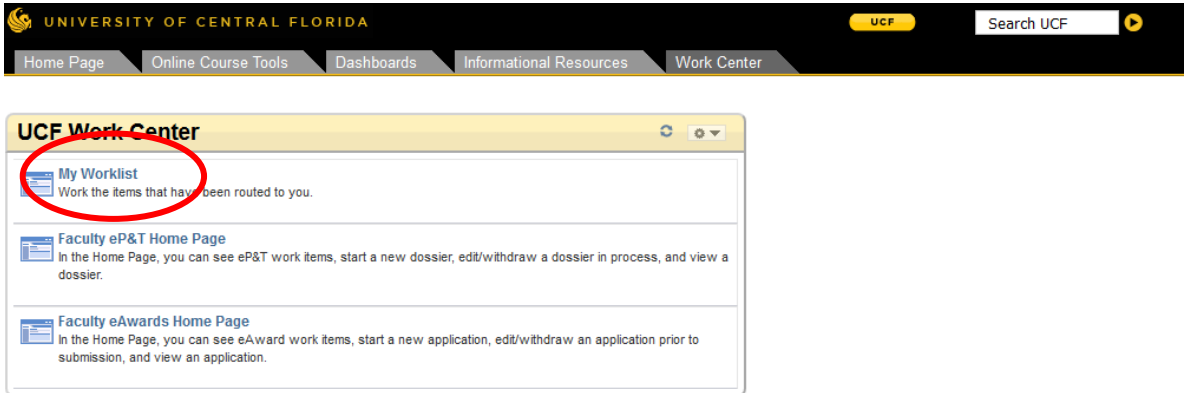 UNIVERSITY OF CENTRAL FLORIDA
UCF
Search UCF
Home Page
Online Course Tools
Dashboards
Informational Resources
Work Center
UCF Work Center
My Worklist
Work the items that have been routed to you.
Faculty eP&T Home Page
In the Home Page, you can see eP&T work items, start a new dossier, edit/withdraw a dossier in process, and view a
dossier.
Faculty eAwards Home Page
In the Home Page, you can see eAward work items, start a new application, edit/withdraw an application prior to
submission, and view an application.